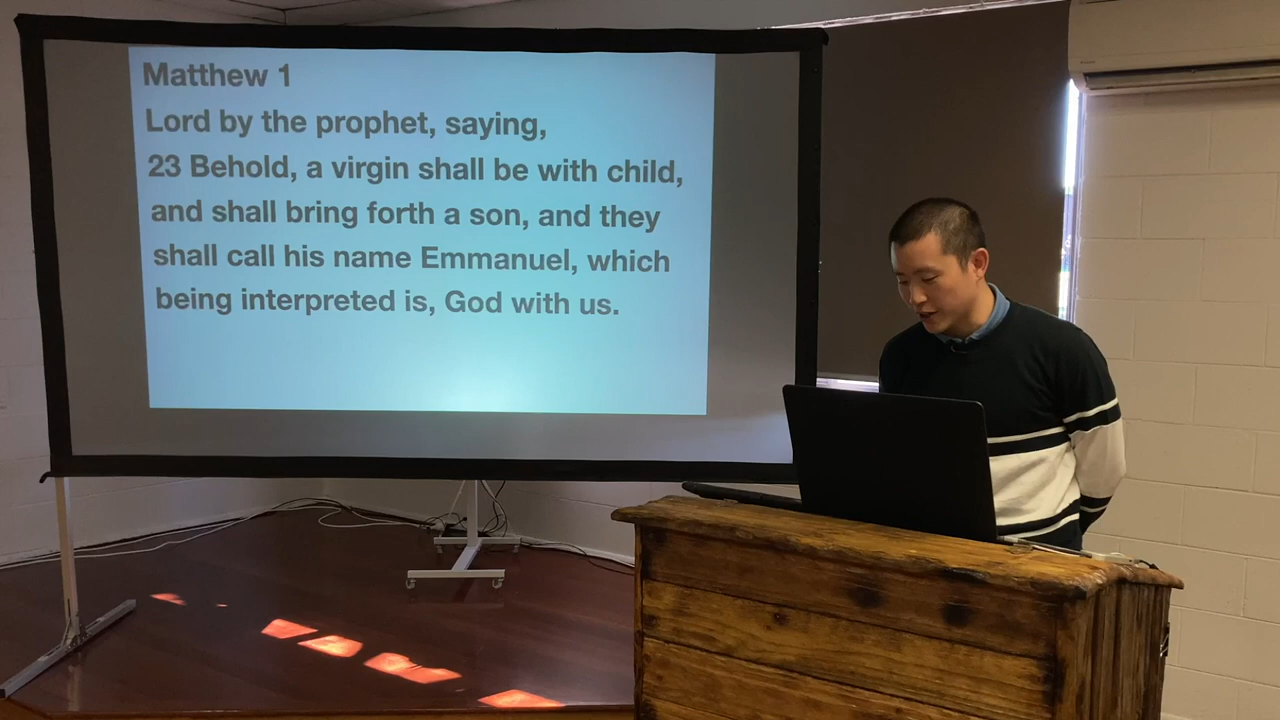 Matthew 1
Lord by the prophet, saying,
23 Behold, a virgin shall be with child,
and shall bring forth a son, and they
shall call his name Emmanuel, which
being interpreted is, God with us.